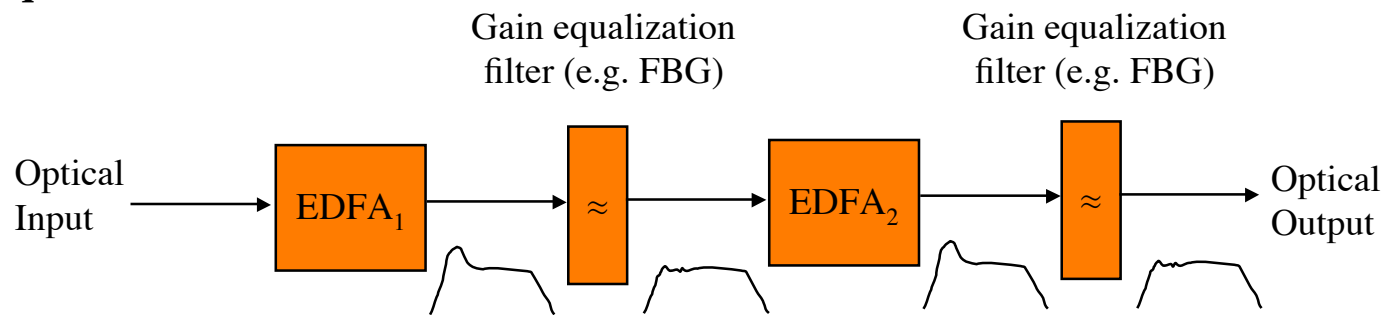 Gain equalization
filter (e.g. FBG)
Gain equalization
filter (e.g. FBG)
Optical
Input
EDFA₁
≈
EDFA₂
≈
Optical
Output